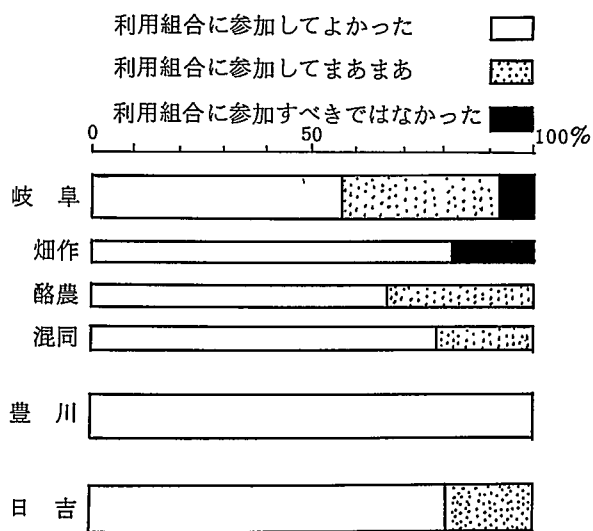 利用組合に参加してよかった
利用組合に参加してまあまあ
利用組合に参加すべきではなかった
0 50 100%
岐阜
畑作
酪農
混同
豊川
日吉